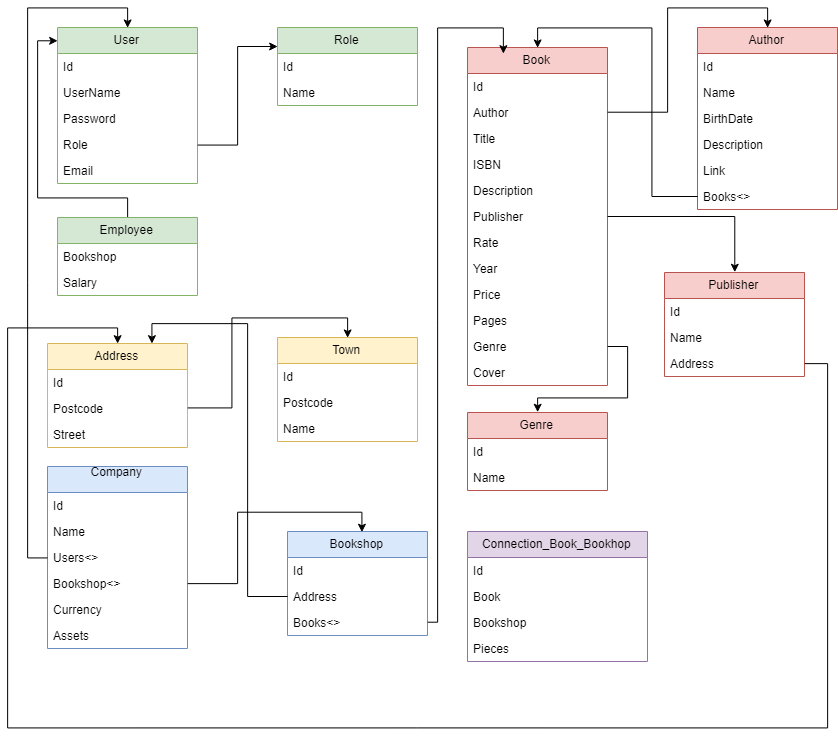 User
Id
UserName
Password
Role
Email
Role
Id
Name
Book
Id
Author
Title
ISBN
Description
Publisher
Rate
Year
Price
Pages
Genre
Cover
Author
Id
Name
BirthDate
Description
Link
Books<>
Employee
Bookshop
Salary
Publisher
Id
Name
Address
Address
Id
Postcode
Street
Town
Id
Postcode
Name
Genre
Id
Name
Company
Id
Name
Users<>
Bookshop<>
Currency
Assets
Bookshop
Id
Address
Books<>
Connection_Book_Bookhop
Id
Book
Bookshop
Pieces